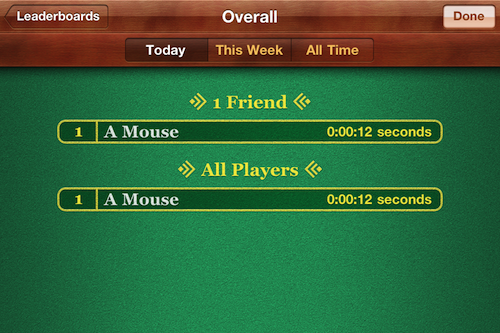 Leaderboards Overall Done
Today This Week All Time
1 Friend
1 A Mouse 0:00:12 seconds
All Players
1 A Mouse 0:00:12 seconds